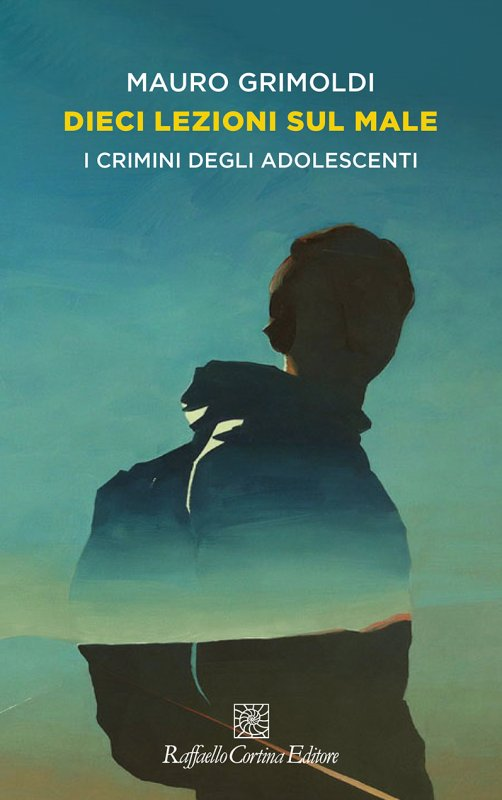 MAURO GRIMOLDI
DIECI LEZIONI SUL MALE
I CRIMINI DEGLI ADOLESCENTI
Raffaello Cortina Editore